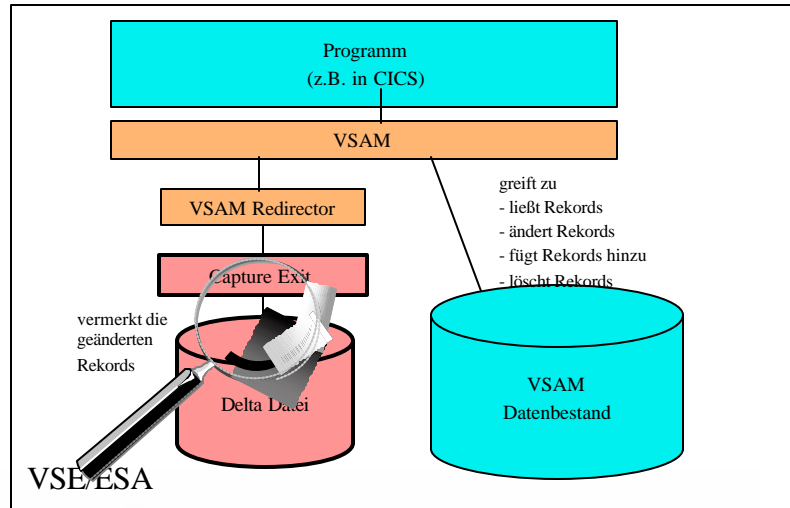 Programm
(z.B. in CICS)
VSAM
VSAM Redirector
greift zu
- ließt Rekords
- ändert Rekords
- fügt Rekords hinzu
- löscht Rekords
Capture Exit
vermerkt die
geänderten
Rekords
Delta Datei
VSAM
Datenbestand
VSE/ESA